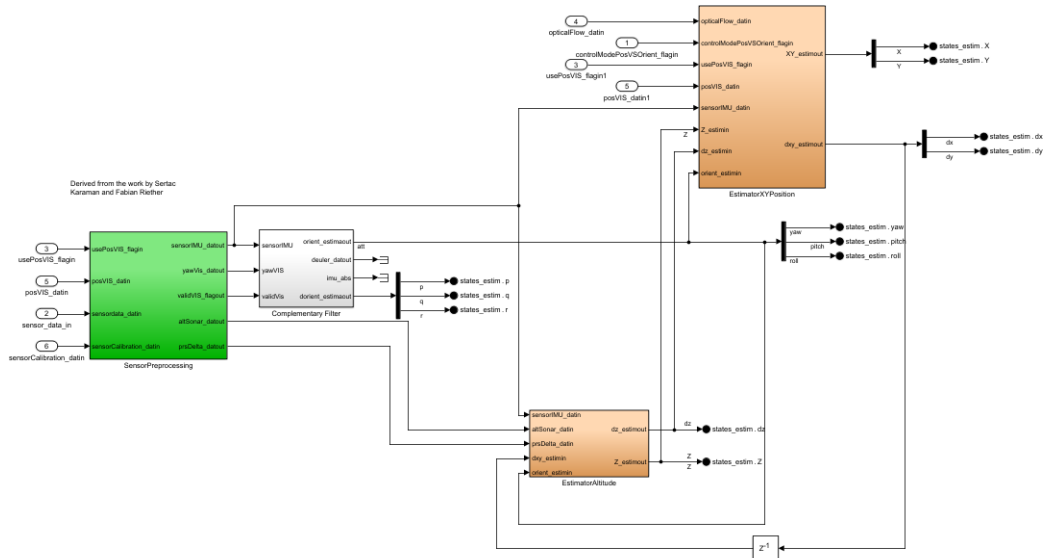 4
opticalFlow_datin
1
controlModePosVSOrient_flagin
3
usePosVIS_flagin1
5
posVIS_datin1
opticalFlow_datin
controlModePosVSOrient_flagin
usePosVIS_flagin
posVIS_datin
sensorIMU_datin
Z_estimin
dz_estimin
orient_estimin
XY_estimout
dxy_estimout
EstimatorXYPosition
Z
X
Y
states_estim . X
states_estim . Y
dx
dy
states_estim . dx
states_estim . dy
Derived frrom the work by Sertac
Karaman and Fabian Riether
3
usePosVIS_flagin
5
posVIS_datin
2
sensor_data_in
6
sensorCalibration_datin
usePosVIS_flagin
posVIS_datin
sensordata_datin
sensorCalibration_datin
sensorIMU_datout
yawVis_datout
validVIS_flagout
altSonar_datout
prsDelta_datout
SensorPreprocessing
sensorIMU
yawVIS
validVis
orient_estimaout
deuler_datout
imu_abs
dorient_estimaout
Complementary Filter
att
p
q
r
states_estim . p
states_estim . q
states_estim . r
yaw
pitch
roll
states_estim . yaw
states_estim . pitch
states_estim . roll
sensorIMU_datin
altSonar_datin
prsDelta_datin
dxy_estimin
orient_estimin
dz_estimout
Z_estimout
EstimatorAltitude
dz
states_estim . dz
Z
Z
states_estim . Z
Z-1